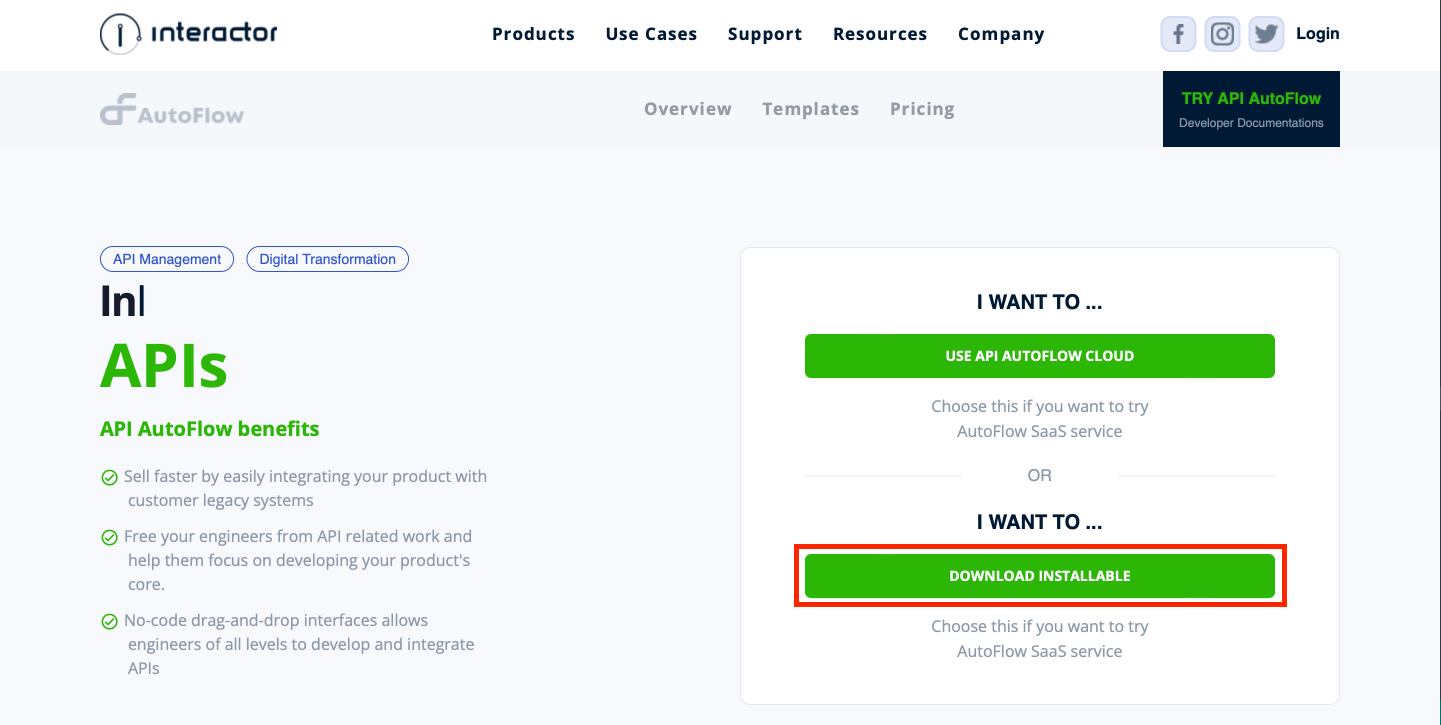 interactor
Products Use Cases Support Resources Company
Login
AutoFlow
Overview Templates Pricing
TRY API AutoFlow
Developer Documentations
API Management Digital Transformation
In
APIs
API AutoFlow benefits
Sell faster by easily integrating your product with
customer legacy systems
Free your engineers from API related work and
help them focus on developing your product's
core.
No-code drag-and-drop interfaces allows
engineers of all levels to develop and integrate
APIs
I WANT TO ...
USE API AUTOFLOW CLOUD
Choose this if you want to try
AutoFlow SaaS service
OR
I WANT TO ...
DOWNLOAD INSTALLABLE
Choose this if you want to try
AutoFlow SaaS service